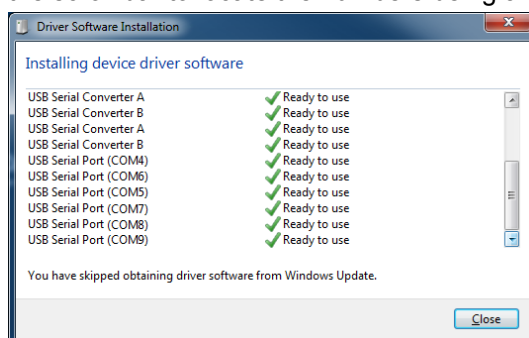 Driver Software Installation
Installing device driver software
USB Serial Converter A Ready to use
USB Serial Converter B Ready to use
USB Serial Converter A Ready to use
USB Serial Converter B Ready to use
USB Serial Port (COM4) Ready to use
USB Serial Port (COM6) Ready to use
USB Serial Port (COM5) Ready to use
USB Serial Port (COM7) Ready to use
USB Serial Port (COM8) Ready to use
USB Serial Port (COM9) Ready to use
You have skipped obtaining driver software from Windows Update.
Close